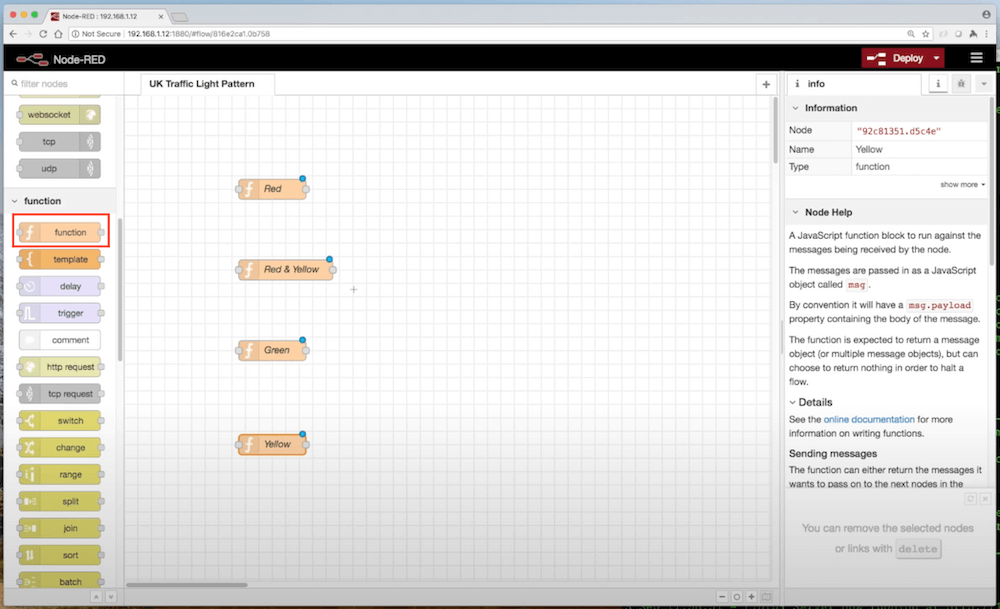 Node-RED : 192.168.1.12
Not Secure 192.168.1.12:1880/#flow/816e2ca1.0b758
Node-RED
Deploy
filter nodes
UK Traffic Light Pattern
info
websocket
tcp
udp
function
function
template
delay
trigger
comment
http request
tcp request
switch
change
range
split
join
sort
batch
Red
Red & Yellow
Green
Yellow
Information
Node "92c81351.d5c4e"
Name Yellow
Type function
show more
Node Help
A JavaScript function block to run against the
messages being received by the node.
The messages are passed in as a JavaScript
object called msg .
By convention it will have a msg.payload
property containing the body of the message.
The function is expected to return a message
object (or multiple message objects), but can
choose to return nothing in order to halt a
flow.
Details
See the online documentation for more
information on writing functions.
Sending messages
The function can either return the messages it
wants to pass on to the next nodes in the
You can remove the selected nodes
or links with delete